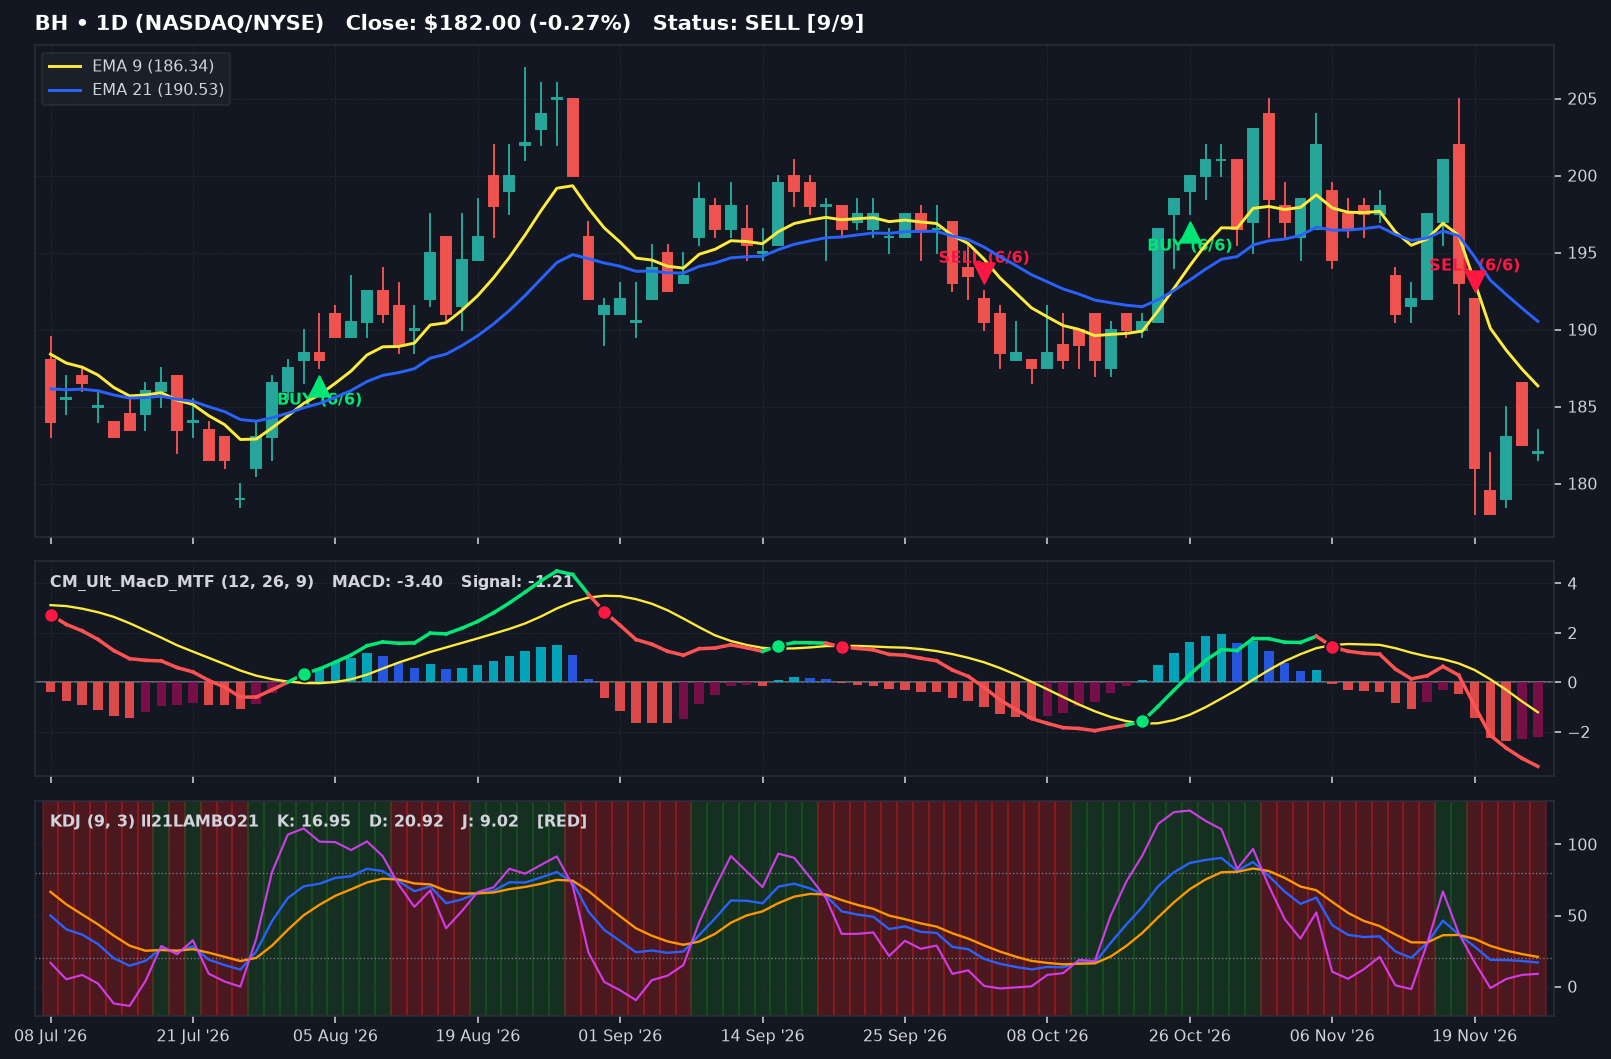 BH • 1D (NASDAQ/NYSE)   Close: $182.00 (-0.27%)   Status: SELL [9/9]
EMA 9 (186.34)
EMA 21 (190.53)
205
200
195
190
185
180
BUY (6/6)
SELL (6/6)
BUY (6/6)
SELL (6/6)
CM_Ult_MacD_MTF (12, 26, 9)   MACD: -3.40   Signal: -1.21
4
2
0
−2
KDJ (9, 3) II21LAMBO21   K: 16.95   D: 20.92   J: 9.02   [RED]
100
50
0
08 Jul '26   21 Jul '26   05 Aug '26   19 Aug '26   01 Sep '26   14 Sep '26   25 Sep '26   08 Oct '26   26 Oct '26   06 Nov '26   19 Nov '26